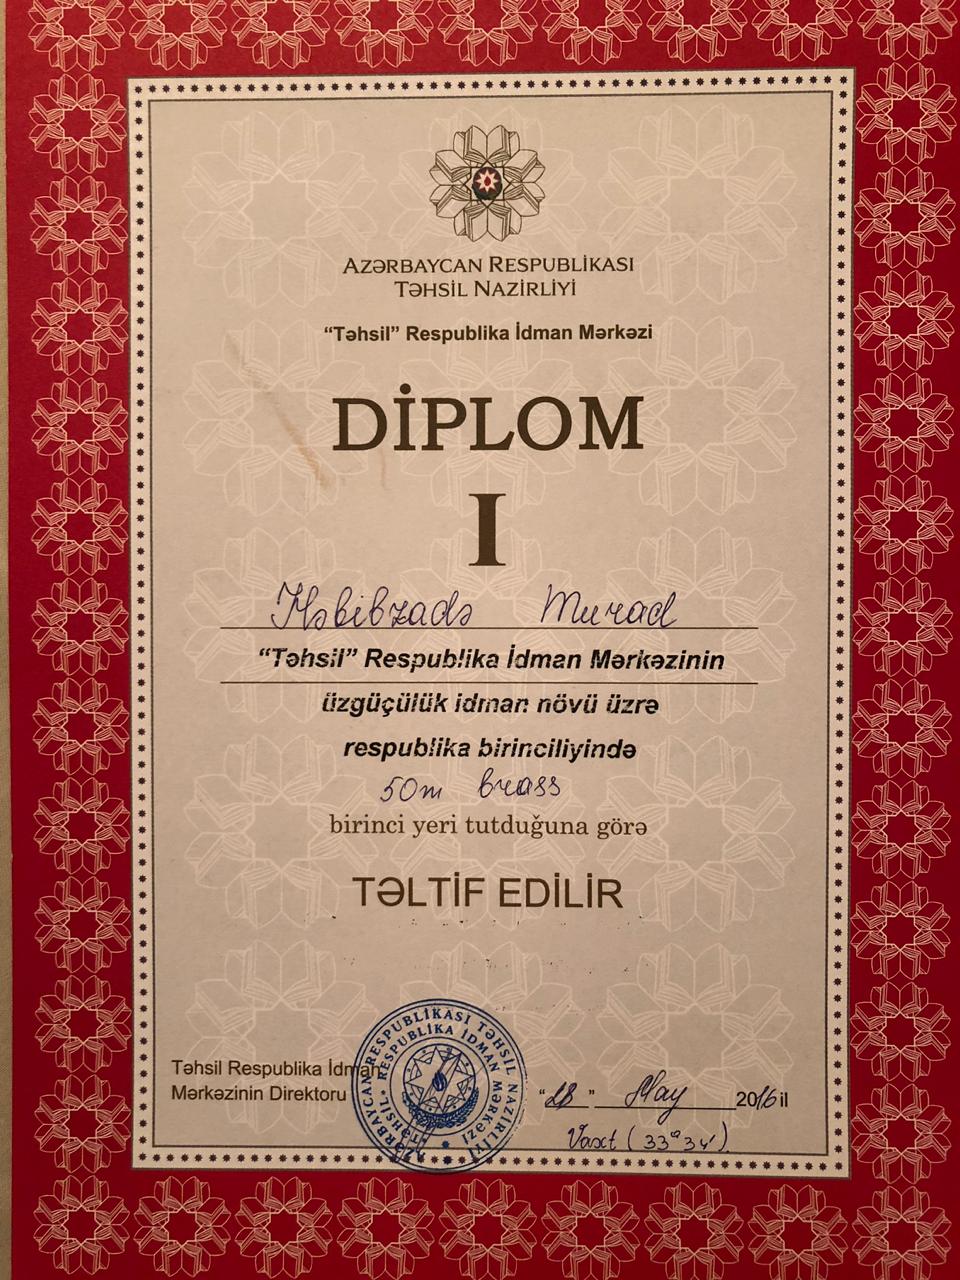 AZƏRBAYCAN RESPUBLİKASI
TƏHSİL NAZİRLİYİ
“Təhsil” Respublika İdman Mərkəzi
DİPLOM
I
Həbibzadə Murad
“Təhsil” Respublika İdman Mərkəzinin
üzgüçülük idman növü üzrə
respublika birinciliyində
50m brass
birinci yeri tutduğuna görə
TƏLTİF EDİLİR
Təhsil Respublika İdman
Mərkəzinin Direktoru
AZƏRBAYCAN RESPUBLİKASI TƏHSİL NAZİRLİYİ
"TƏHSİL" RESPUBLİKA İDMAN MƏRKƏZİ
“28” May 2016 il
Vaxt (33ᵃ34ʹ).